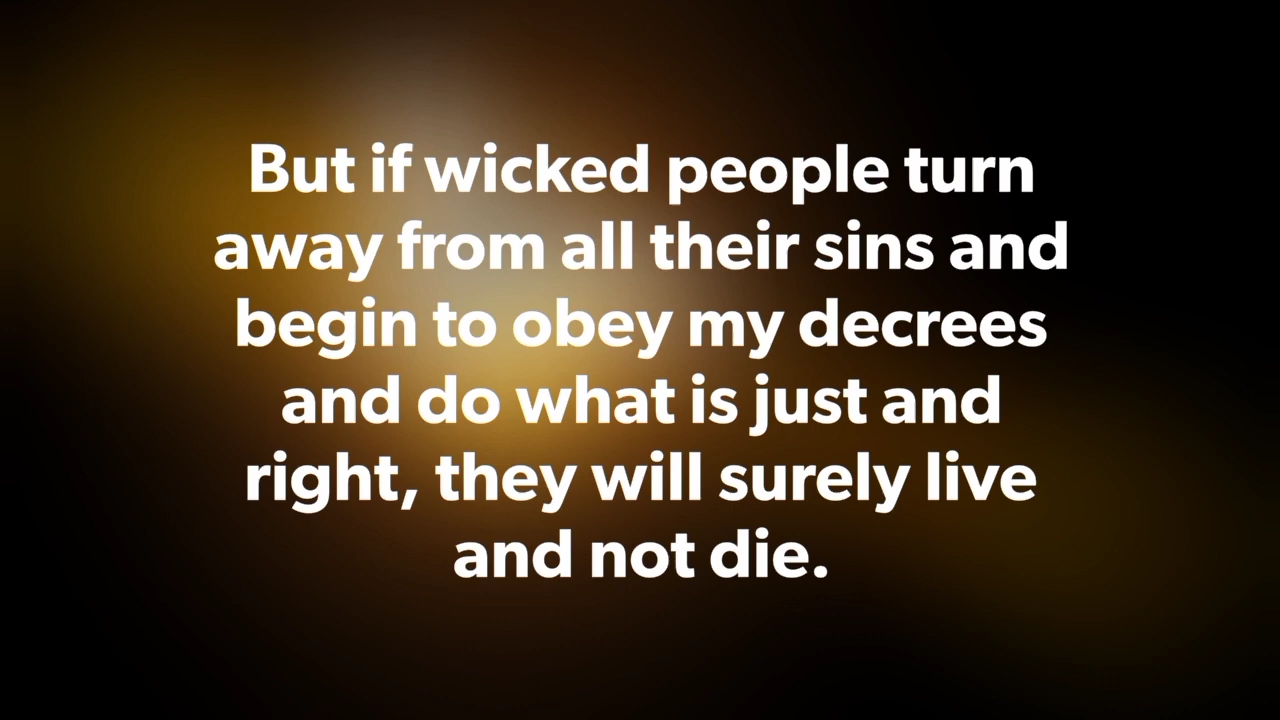 But if wicked people turn
away from all their sins and
begin to obey my decrees
and do what is just and
right, they will surely live
and not die.